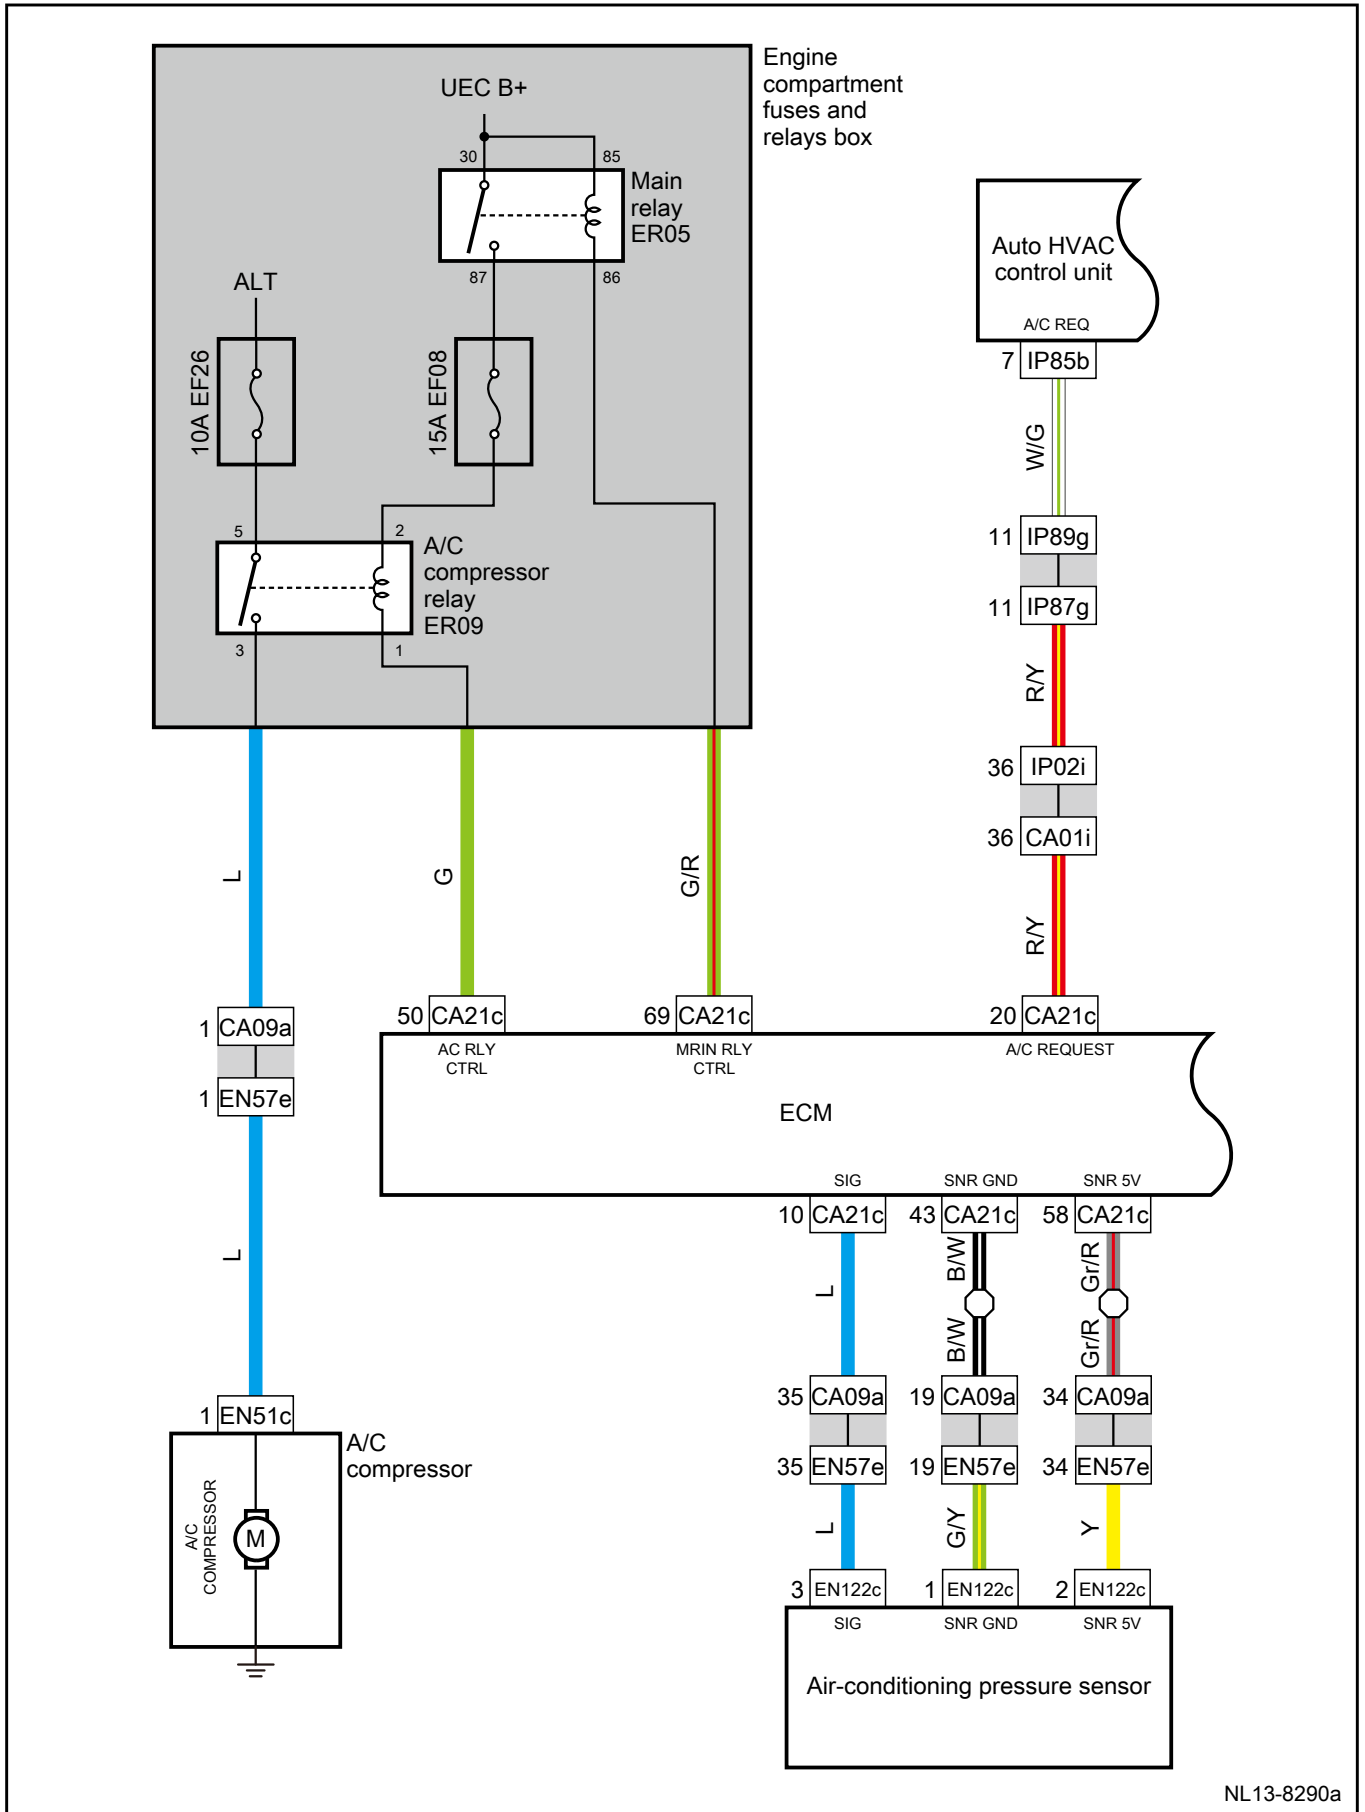 Engine
compartment
fuses and
relays box
UEC B+
30
85
Main
relay
ER05
87
86
ALT
10A EF26
15A EF08
5
2
A/C
compressor
relay
ER09
3
1
Auto HVAC
control unit
A/C REQ
7 IP85b
W/G
11 IP89g
11 IP87g
R/Y
36 IP02i
36 CA01i
R/Y
L
G
G/R
1 CA09a
1 EN57e
L
50 CA21c
69 CA21c
20 CA21c
AC RLY
CTRL
MRIN RLY
CTRL
A/C REQUEST
ECM
SIG
SNR GND
SNR 5V
10 CA21c
43 CA21c
58 CA21c
L
B/W
B/W
Gr/R
Gr/R
35 CA09a
19 CA09a
34 CA09a
35 EN57e
19 EN57e
34 EN57e
L
G/Y
Y
3 EN122c
1 EN122c
2 EN122c
SIG
SNR GND
SNR 5V
Air-conditioning pressure sensor
1 EN51c
A/C
compressor
A/C
COMPRESSOR
M
NL13-8290a